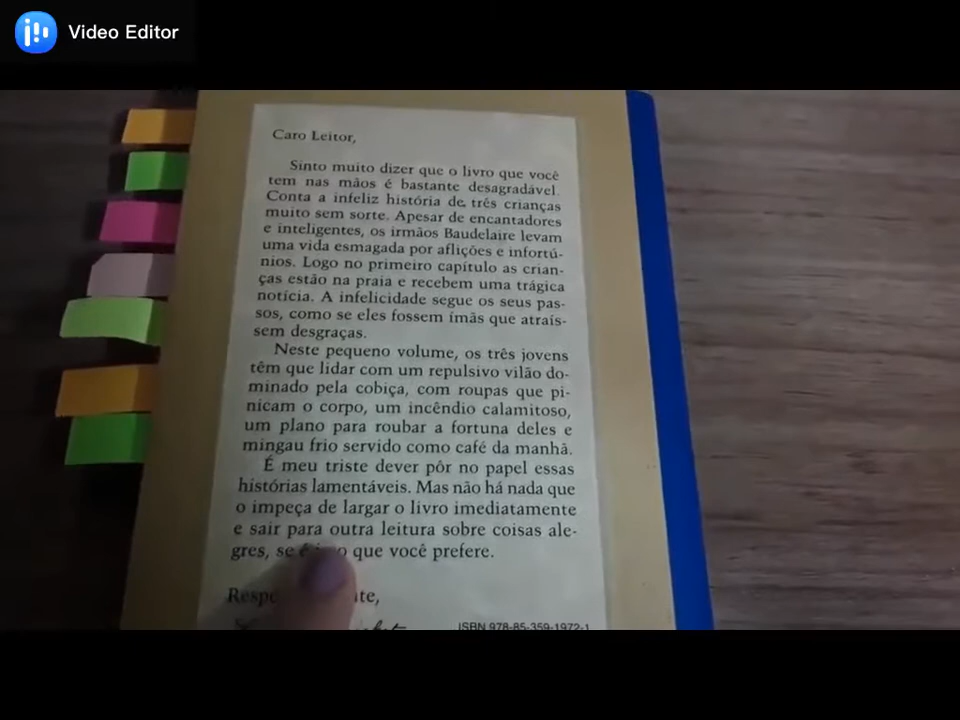 Video Editor
Caro Leitor,
Sinto muito dizer que o livro que você
tem nas mãos é bastante desagradável.
Conta a infeliz história de três crianças
muito sem sorte. Apesar de encantadores
e inteligentes, os irmãos Baudelaire levam
uma vida esmagada por aflições e infortú-
nios. Logo no primeiro capítulo as crian-
ças estão na praia e recebem uma trágica
notícia. A infelicidade segue os seus pas-
sos, como se eles fossem ímãs que atraís-
sem desgraças.
Neste pequeno volume, os três jovens
têm que lidar com um repulsivo vilão do-
minado pela cobiça, com roupas que pi-
nicam o corpo, um incêndio calamitoso,
um plano para roubar a fortuna deles e
mingau frio servido como café da manhã.
É meu triste dever pôr no papel essas
histórias lamentáveis. Mas não há nada que
o impeça de largar o livro imediatamente
e sair para outra leitura sobre coisas ale-
gres, se é que você prefere.
ISBN 978-85-359-1972-1